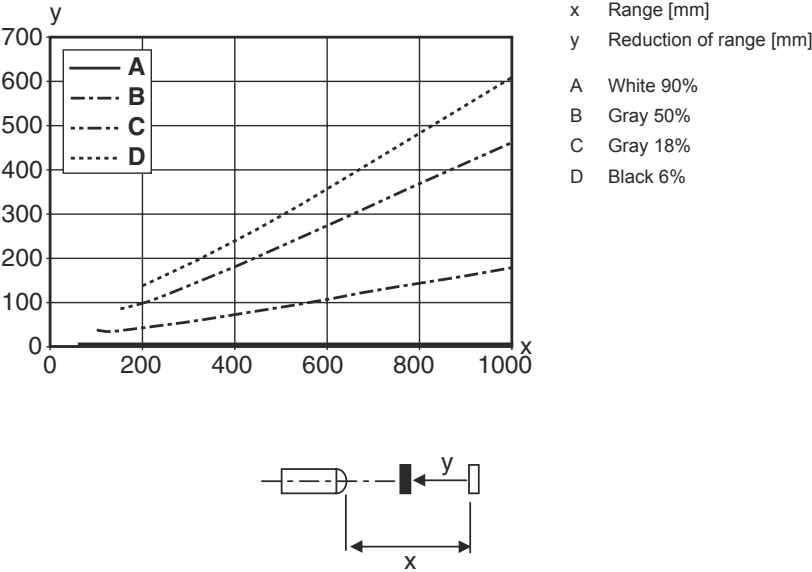 y
700
600
500
400
300
200
100
0
A
B
C
D
0 200 400 600 800 1000
x
x Range [mm]
y Reduction of range [mm]
A White 90%
B Gray 50%
C Gray 18%
D Black 6%
y
x